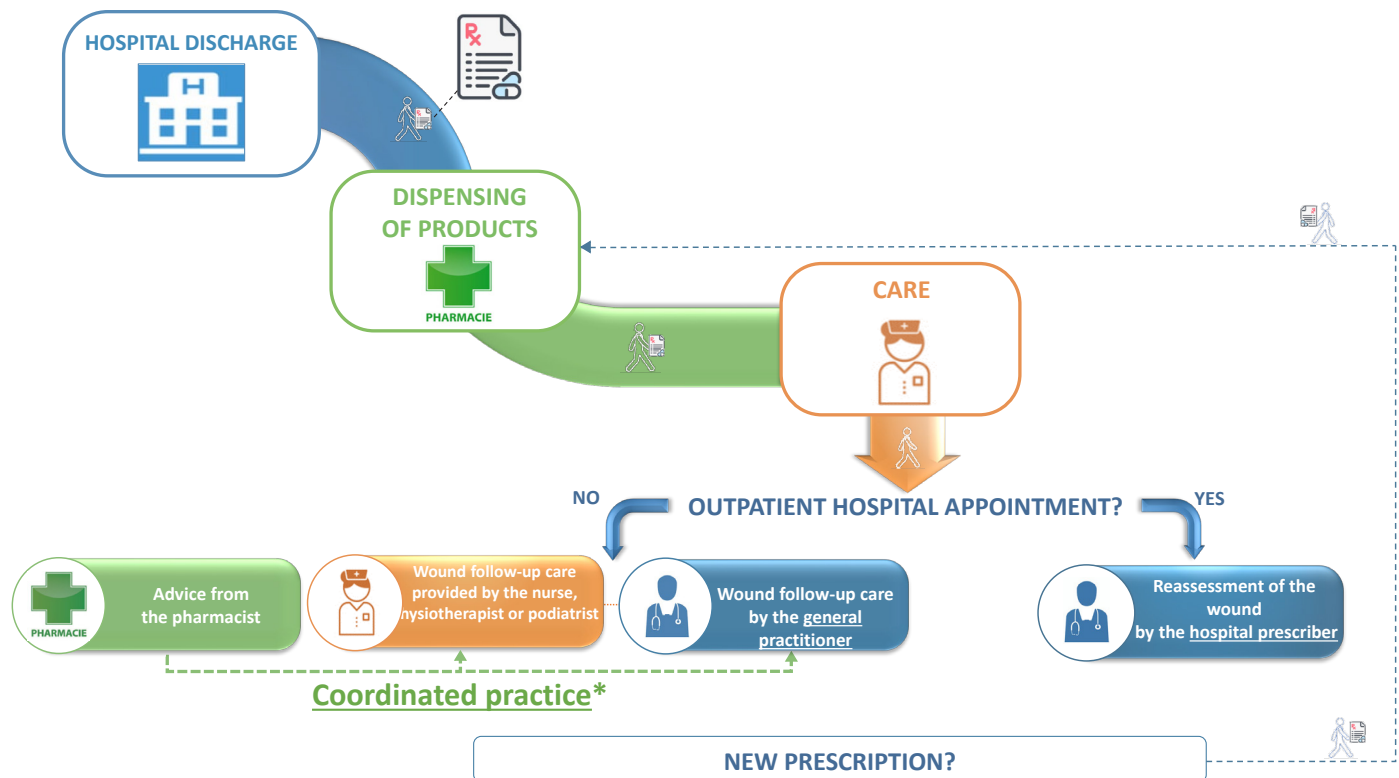 HOSPITAL DISCHARGE
H
Rx
DISPENSING
OF PRODUCTS
PHARMACIE
CARE
NO
OUTPATIENT HOSPITAL APPOINTMENT?
YES
PHARMACIE
Advice from
the pharmacist
Wound follow-up care
provided by the nurse,
hysiotherapist or podiatrist
Wound follow-up care
by the general
practitioner
Reassessment of the
wound
by the hospital prescriber
Coordinated practice*
NEW PRESCRIPTION?